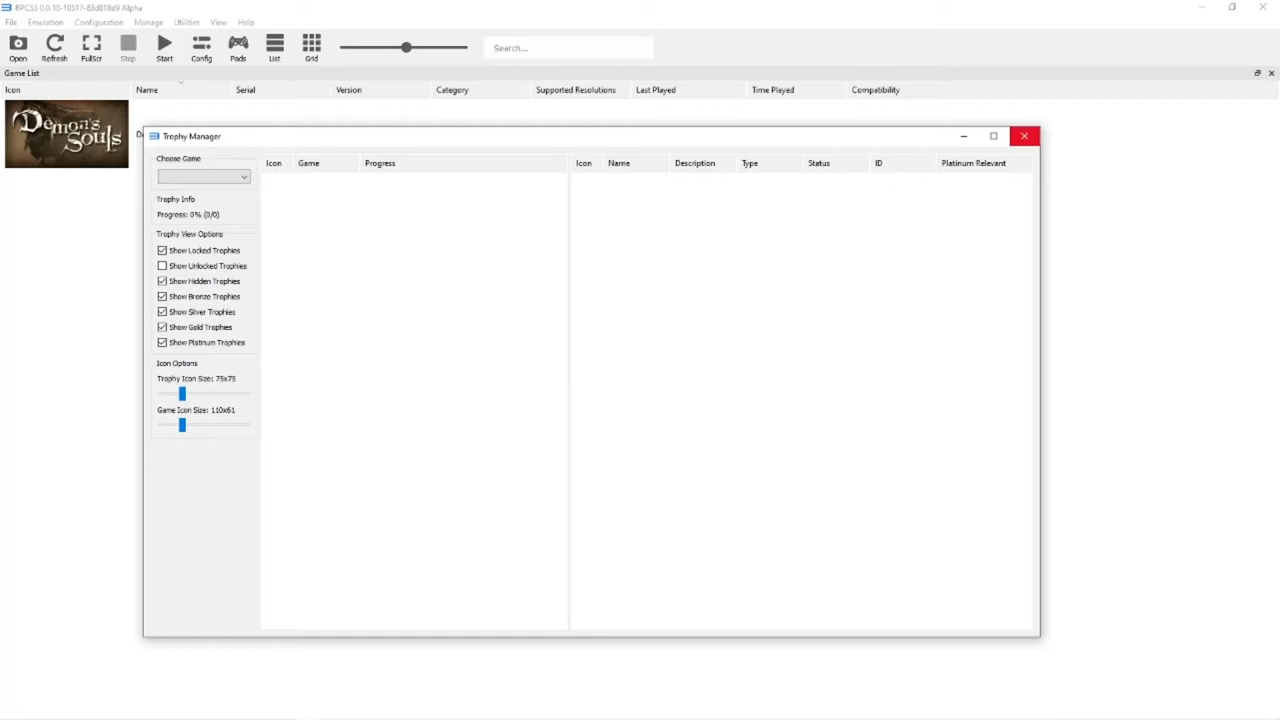 RPCS3 0.0.10-10517-83d818d9 Alpha
File Emulation Configuration Manage Utilities View Help
Open Refresh FullScr Stop Start Config Pads List Grid
Search...
Game List
Icon Name Serial Version Category Supported Resolutions Last Played Time Played Compatibility
Demon's Souls
Trophy Manager
Choose Game
Icon Game Progress Icon Name Description Type Status ID Platinum Relevant
Trophy Info
Progress: 0% (0/0)
Trophy View Options
Show Locked Trophies
Show Unlocked Trophies
Show Hidden Trophies
Show Bronze Trophies
Show Silver Trophies
Show Gold Trophies
Show Platinum Trophies
Icon Options
Trophy Icon Size: 75x75
Game Icon Size: 110x61